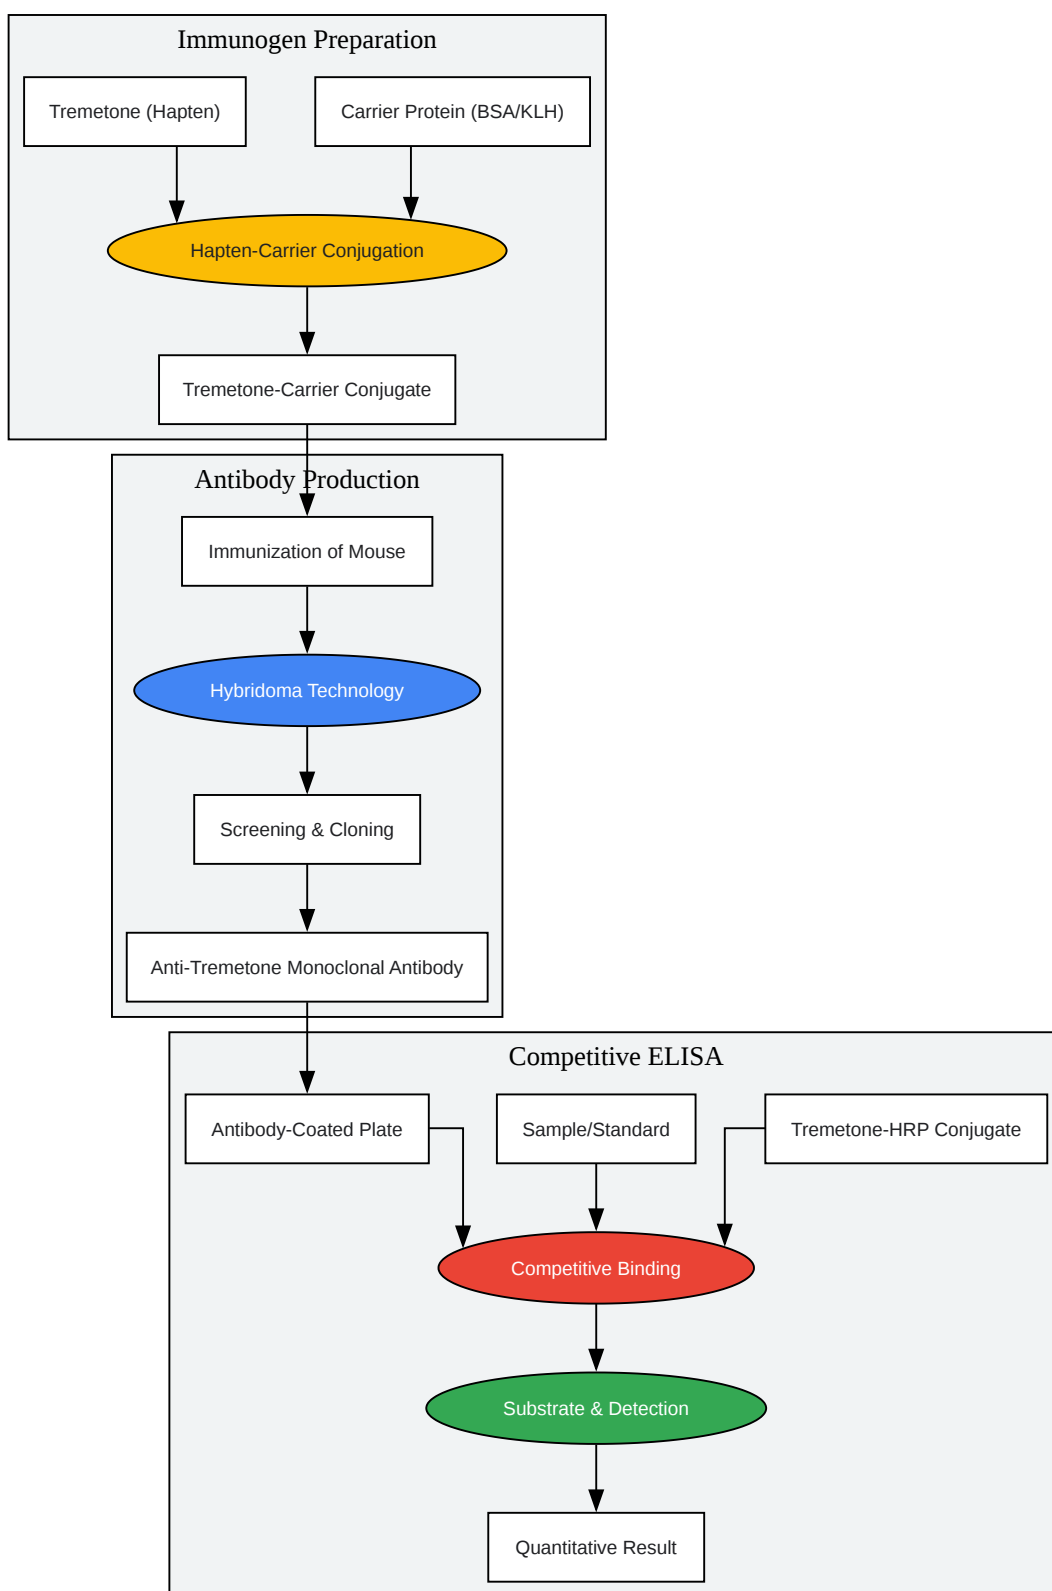 Immunogen Preparation
Tremetone (Hapten)
Carrier Protein (BSA/KLH)
Hapten-Carrier Conjugation
Tremetone-Carrier Conjugate
Antibody Production
Immunization of Mouse
Hybridoma Technology
Screening & Cloning
Anti-Tremetone Monoclonal Antibody
Competitive ELISA
Antibody-Coated Plate
Sample/Standard
Tremetone-HRP Conjugate
Competitive Binding
Substrate & Detection
Quantitative Result